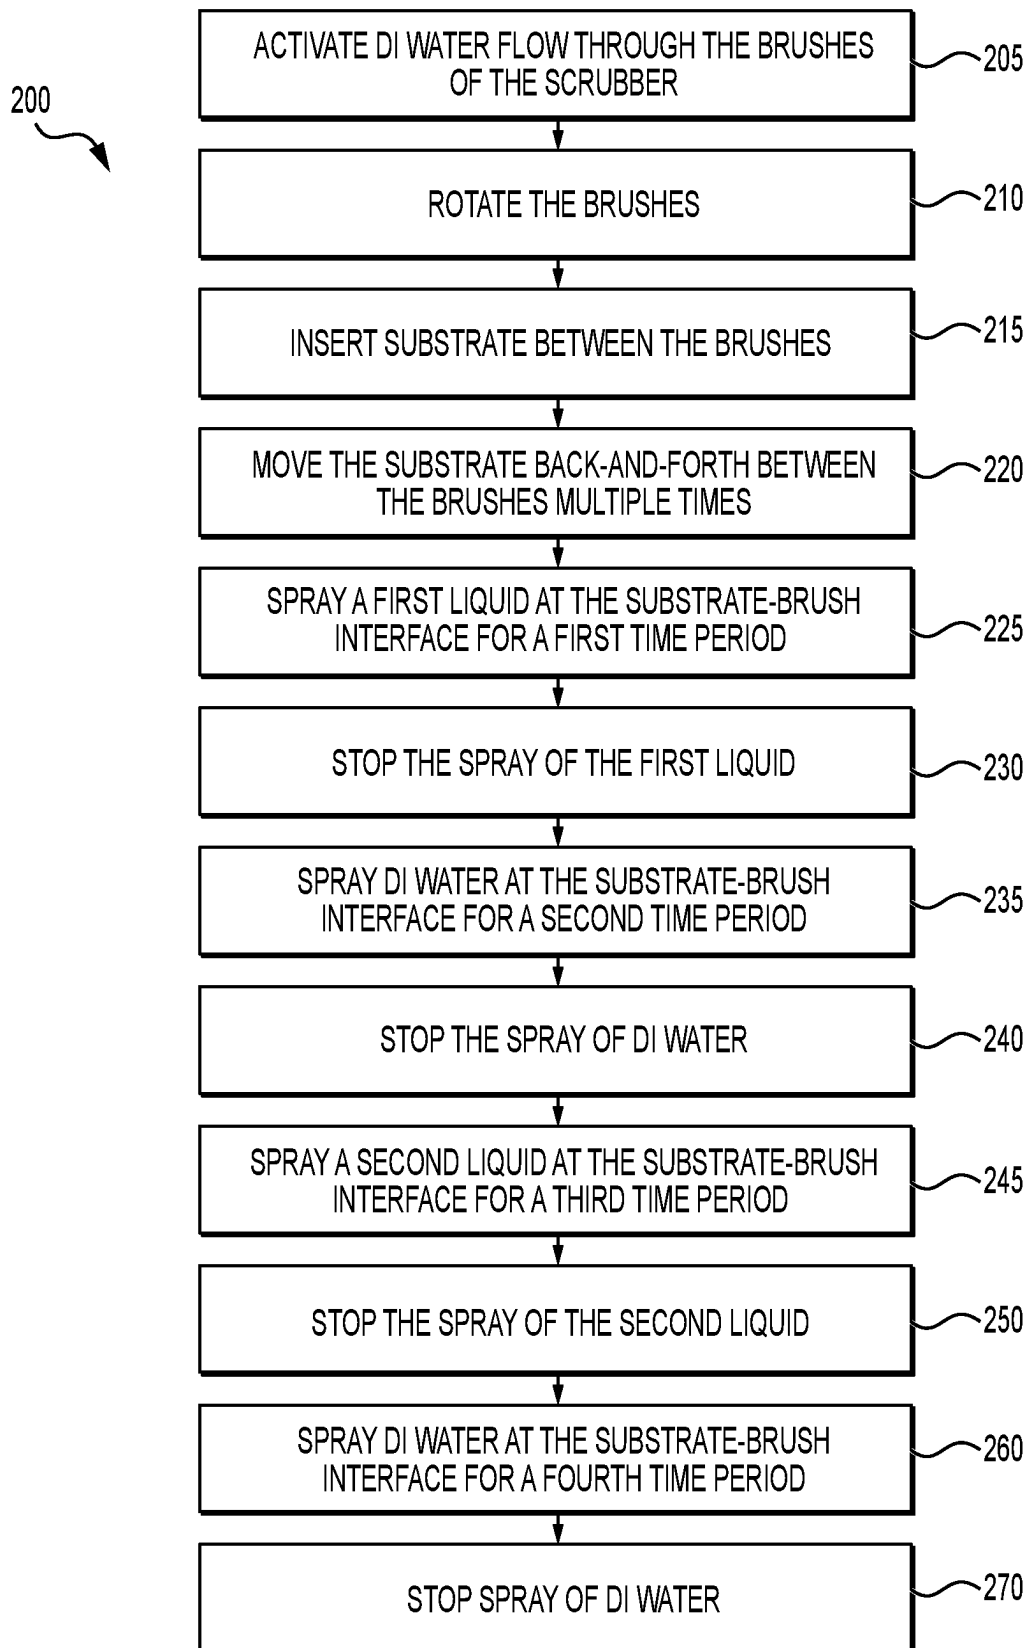 200
ACTIVATE DI WATER FLOW THROUGH THE BRUSHES
OF THE SCRUBBER
205
ROTATE THE BRUSHES
210
INSERT SUBSTRATE BETWEEN THE BRUSHES
215
MOVE THE SUBSTRATE BACK-AND-FORTH BETWEEN
THE BRUSHES MULTIPLE TIMES
220
SPRAY A FIRST LIQUID AT THE SUBSTRATE-BRUSH
INTERFACE FOR A FIRST TIME PERIOD
225
STOP THE SPRAY OF THE FIRST LIQUID
230
SPRAY DI WATER AT THE SUBSTRATE-BRUSH
INTERFACE FOR A SECOND TIME PERIOD
235
STOP THE SPRAY OF DI WATER
240
SPRAY A SECOND LIQUID AT THE SUBSTRATE-BRUSH
INTERFACE FOR A THIRD TIME PERIOD
245
STOP THE SPRAY OF THE SECOND LIQUID
250
SPRAY DI WATER AT THE SUBSTRATE-BRUSH
INTERFACE FOR A FOURTH TIME PERIOD
260
STOP SPRAY OF DI WATER
270